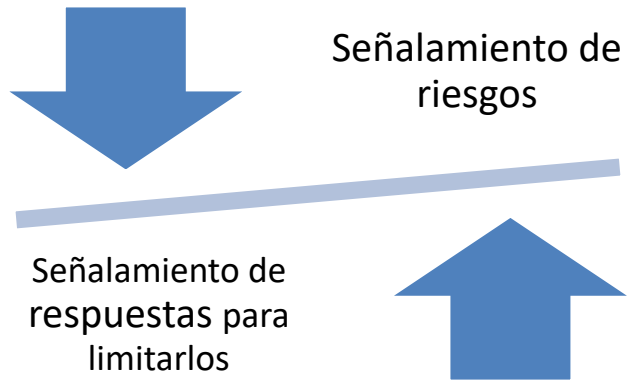 Señalamiento de
riesgos
Señalamiento de
respuestas para
limitarlos